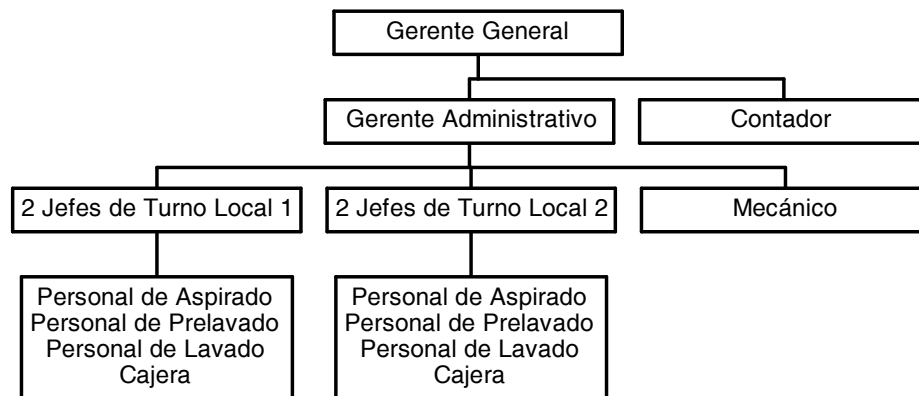 Gerente General
Gerente Administrativo
Contador
2 Jefes de Turno Local 1
2 Jefes de Turno Local 2
Mecánico
Personal de Aspirado
Personal de Prelavado
Personal de Lavado
Cajera
Personal de Aspirado
Personal de Prelavado
Personal de Lavado
Cajera